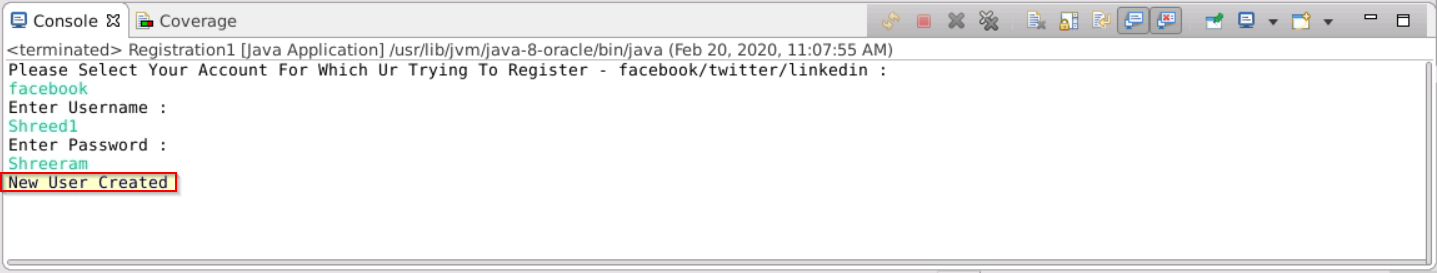 Console Coverage
<terminated> Registration1 [Java Application] /usr/lib/jvm/java-8-oracle/bin/java (Feb 20, 2020, 11:07:55 AM)
Please Select Your Account For Which Ur Trying To Register - facebook/twitter/linkedin :
facebook
Enter Username :
Shreed1
Enter Password :
Shreeram
New User Created